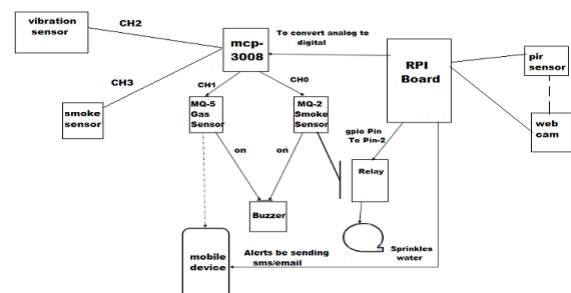 vibration
sensor
CH2
To convert analog to
digital
mcp-
3008
RPI
Board
pir
sensor
CH3
CH1
CH0
smoke
sensor
MQ-5
Gas
Sensor
MQ-2
Smoke
Sensor
web
cam
gpio Pin
To Pin-2
on
on
Relay
Buzzer
Sprinkles
water
mobile
device
Alerts be sending
sms/email